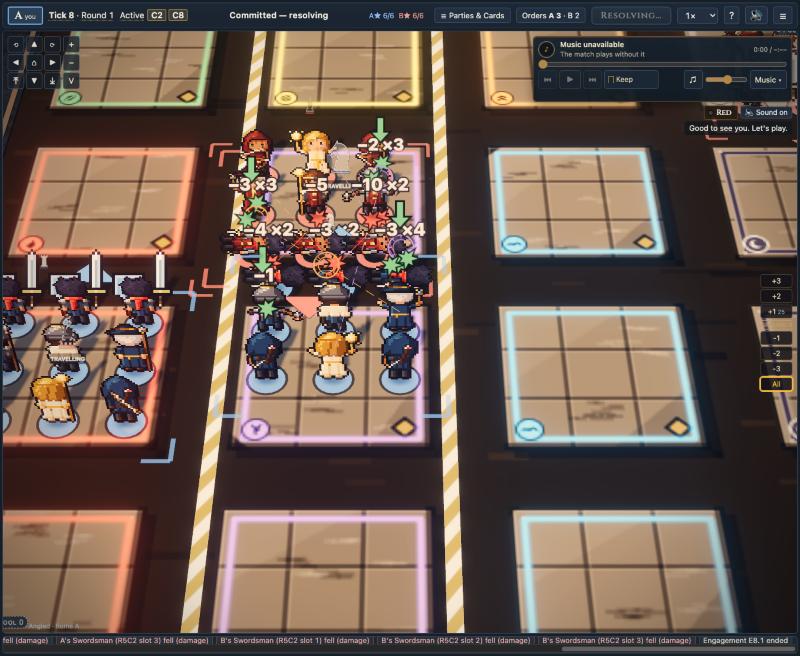 A you Tick 8 · Round 1 Active C2 C8 Committed — resolving A★ 6/6 B★ 6/6 ≡ Parties & Cards Orders A 3 · B 2 RESOLVING... 1× ?
Music unavailable
The match plays without it
0:00 / -:--
Keep
Music
V
RED Sound on
Good to see you. Let's play.
−2 ×3
−3 ×3 −5 −10 ×2
−4 ×2 −3 −3 ×4
−1
+3
+2
+1 25
−1
−2
−3
All
TRAVELLING
fell (damage) A's Swordsman (R5C2 slot 3) fell (damage) B's Swordsman (R5C2 slot 1) fell (damage) B's Swordsman (R5C2 slot 2) fell (damage) B's Swordsman (R5C2 slot 3) fell (damage) Engagement E8.1 ended